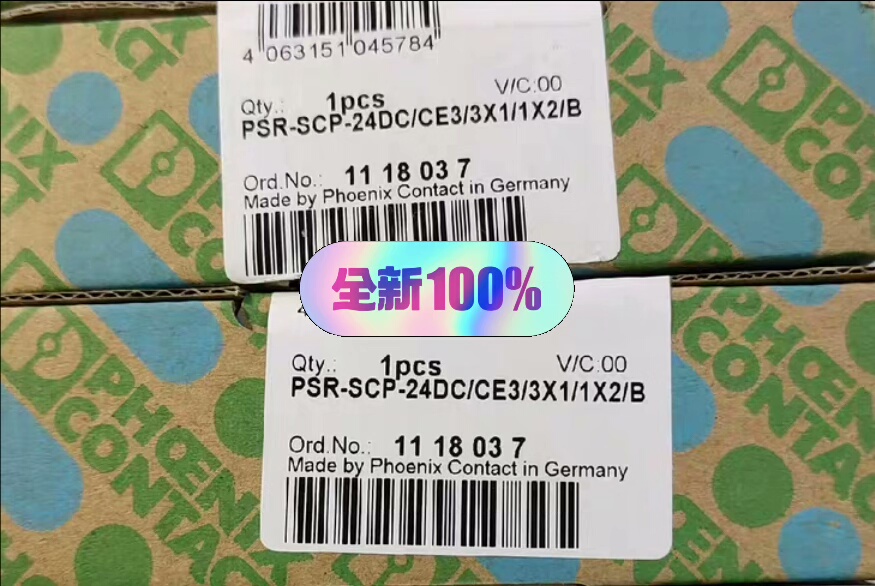 4 063151 045784
V/C:00
Qty.: 1pcs
PSR-SCP-24DC/CE3/3X1/1X2/B
Ord.No.: 11 18 03 7
Made by Phoenix Contact in Germany
全新100%
Qty.: 1pcs V/C:00
PSR-SCP-24DC/CE3/3X1/1X2/B
Ord.No.: 11 18 03 7
Made by Phoenix Contact in Germany
PHŒNIX
CONTACT